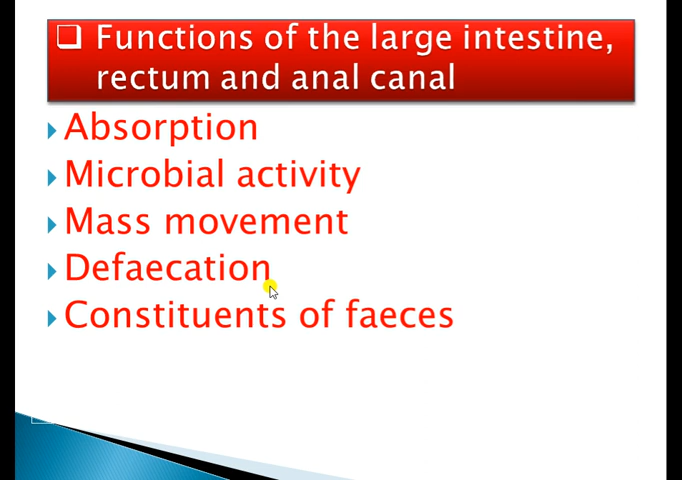 Functions of the large intestine,
rectum and anal canal
Absorption
Microbial activity
Mass movement
Defaecation
Constituents of faeces